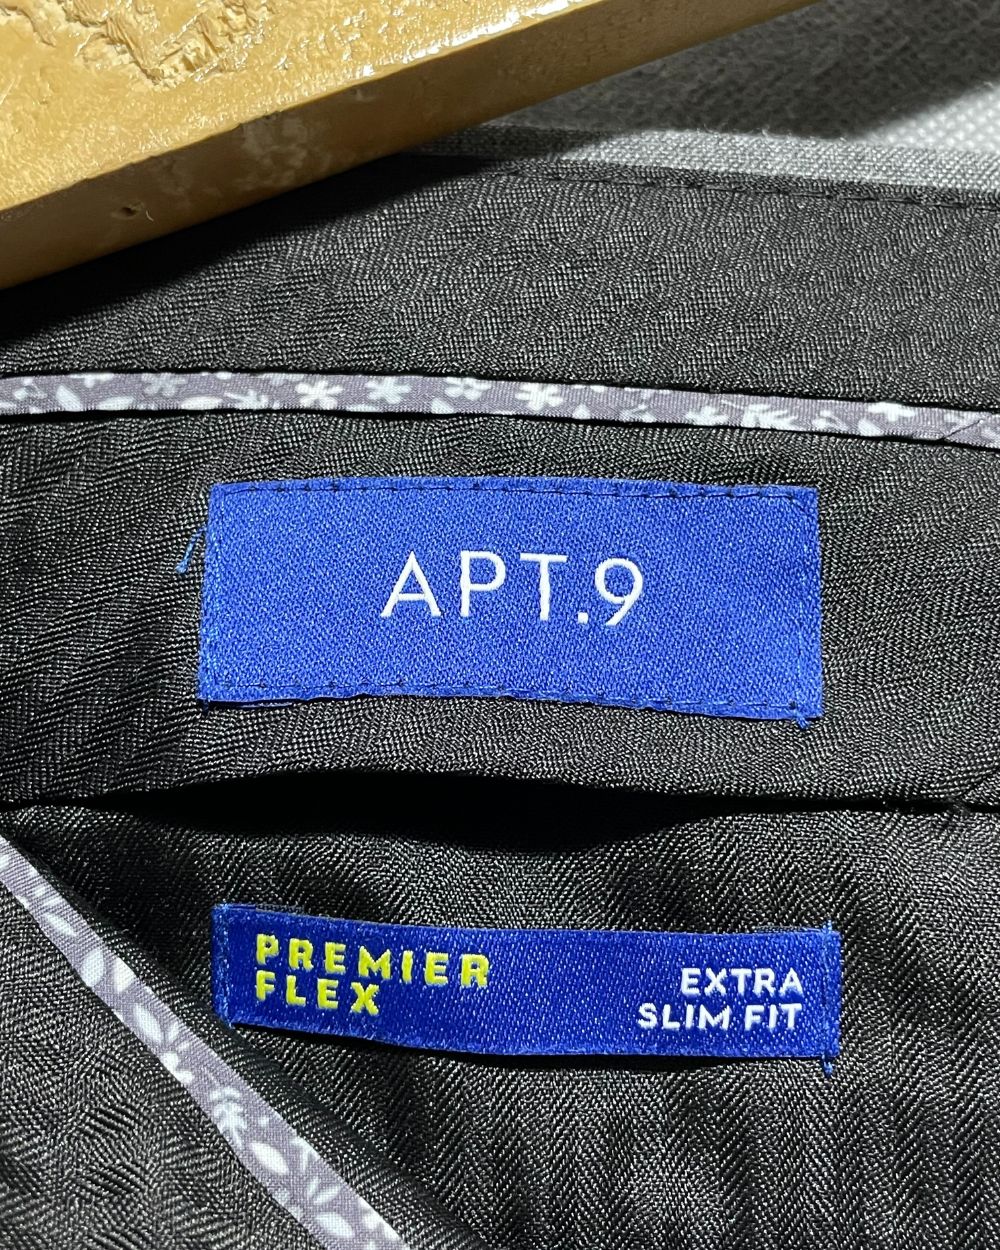 APT.9
PREMIER
FLEX
EXTRA
SLIM FIT